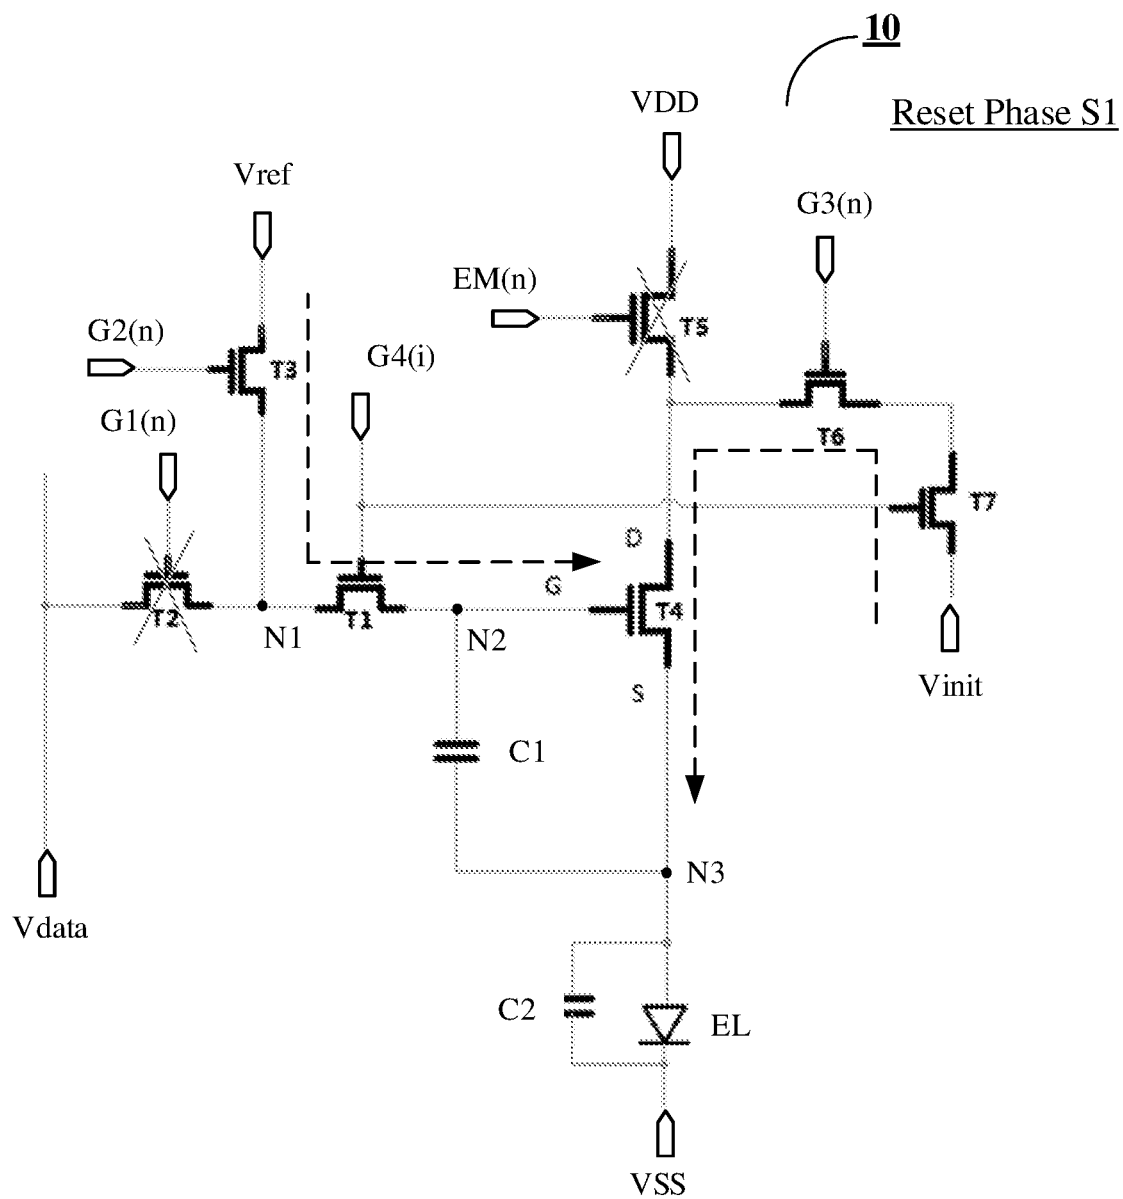 10
Reset Phase S1
VDD
Vref
G3(n)
EM(n)
G2(n)
T5
G4(i)
T3
G1(n)
T6
T7
D
G
T2
N1
T1
N2
T4
S
Vinit
C1
N3
Vdata
C2
EL
VSS